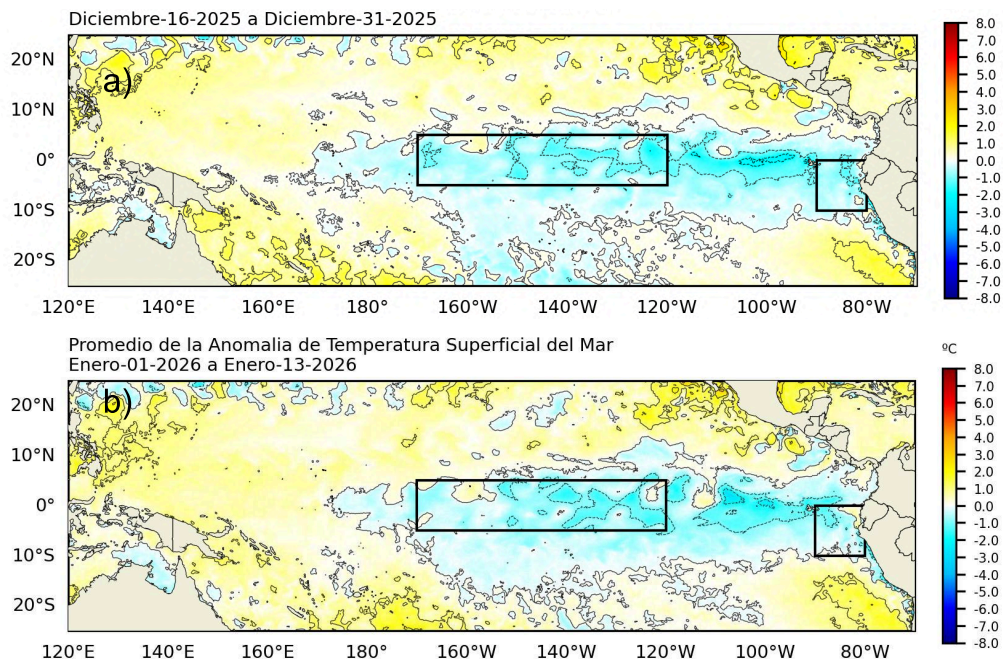 Diciembre-16-2025 a Diciembre-31-2025
a)
20°N
10°N
0°
10°S
20°S
120°E 140°E 160°E 180° 160°W 140°W 120°W 100°W 80°W
8.0
7.0
6.0
5.0
4.0
3.0
2.0
1.0
0.0
-1.0
-2.0
-3.0
-4.0
-5.0
-6.0
-7.0
-8.0
Promedio de la Anomalia de Temperatura Superficial del Mar
Enero-01-2026 a Enero-13-2026
b)
20°N
10°N
0°
10°S
20°S
120°E 140°E 160°E 180° 160°W 140°W 120°W 100°W 80°W
ºC
8.0
7.0
6.0
5.0
4.0
3.0
2.0
1.0
0.0
-1.0
-2.0
-3.0
-4.0
-5.0
-6.0
-7.0
-8.0